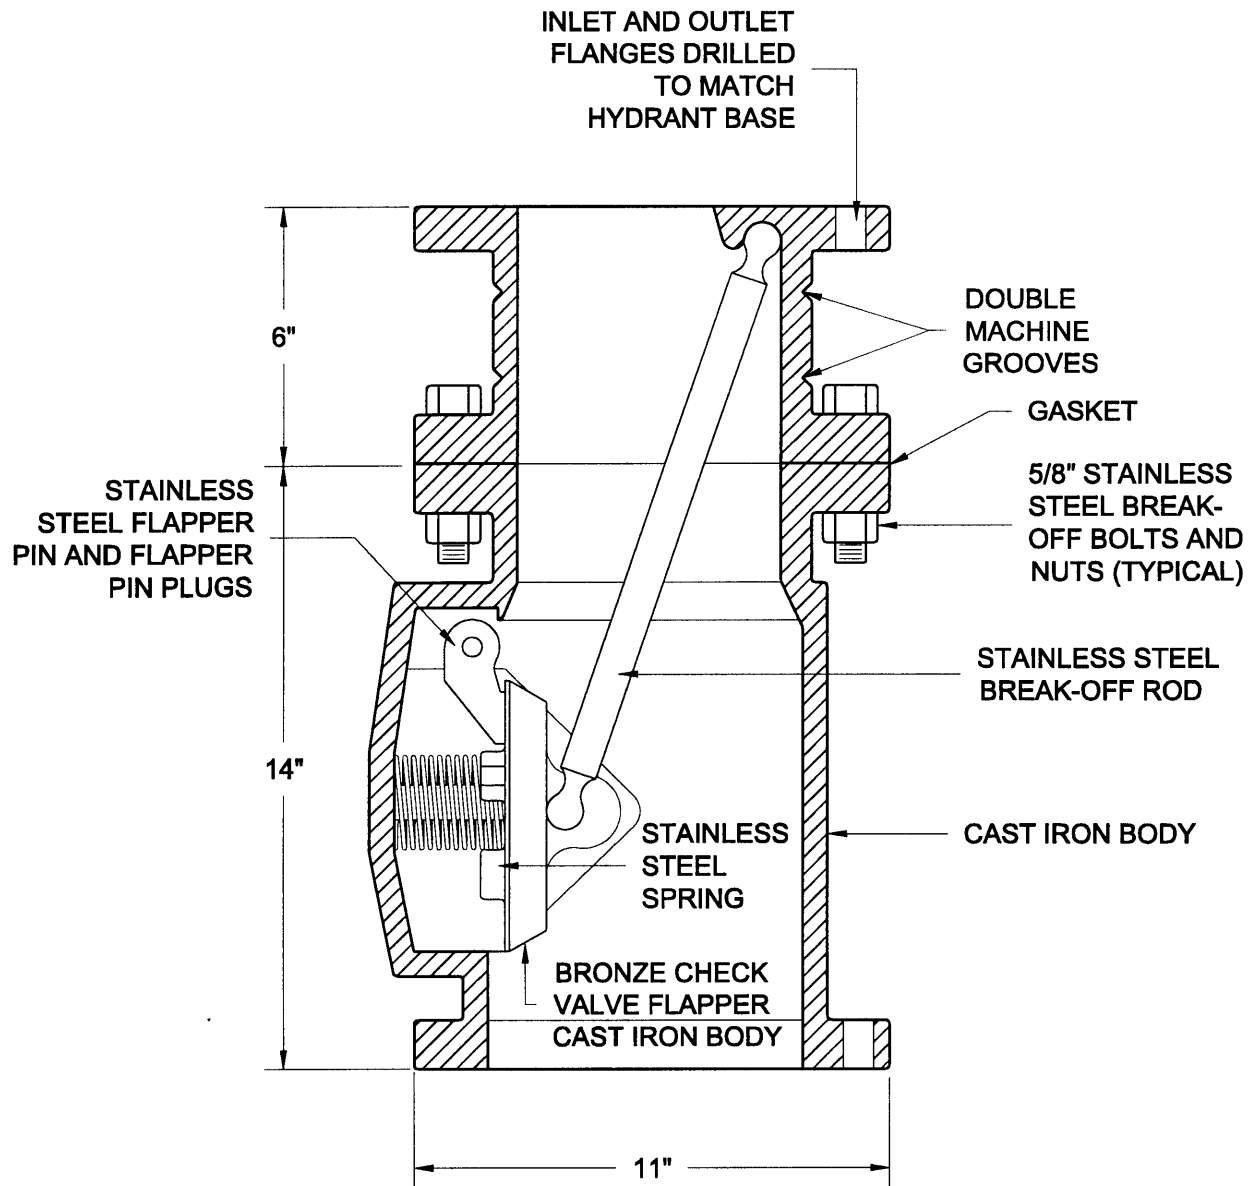 INLET AND OUTLET
FLANGES DRILLED
TO MATCH
HYDRANT BASE
6"
DOUBLE
MACHINE
GROOVES
GASKET
STAINLESS
STEEL FLAPPER
PIN AND FLAPPER
PIN PLUGS
5/8" STAINLESS
STEEL BREAK-
OFF BOLTS AND
NUTS (TYPICAL)
STAINLESS STEEL
BREAK-OFF ROD
14"
STAINLESS
STEEL
SPRING
CAST IRON BODY
BRONZE CHECK
VALVE FLAPPER
CAST IRON BODY
11"